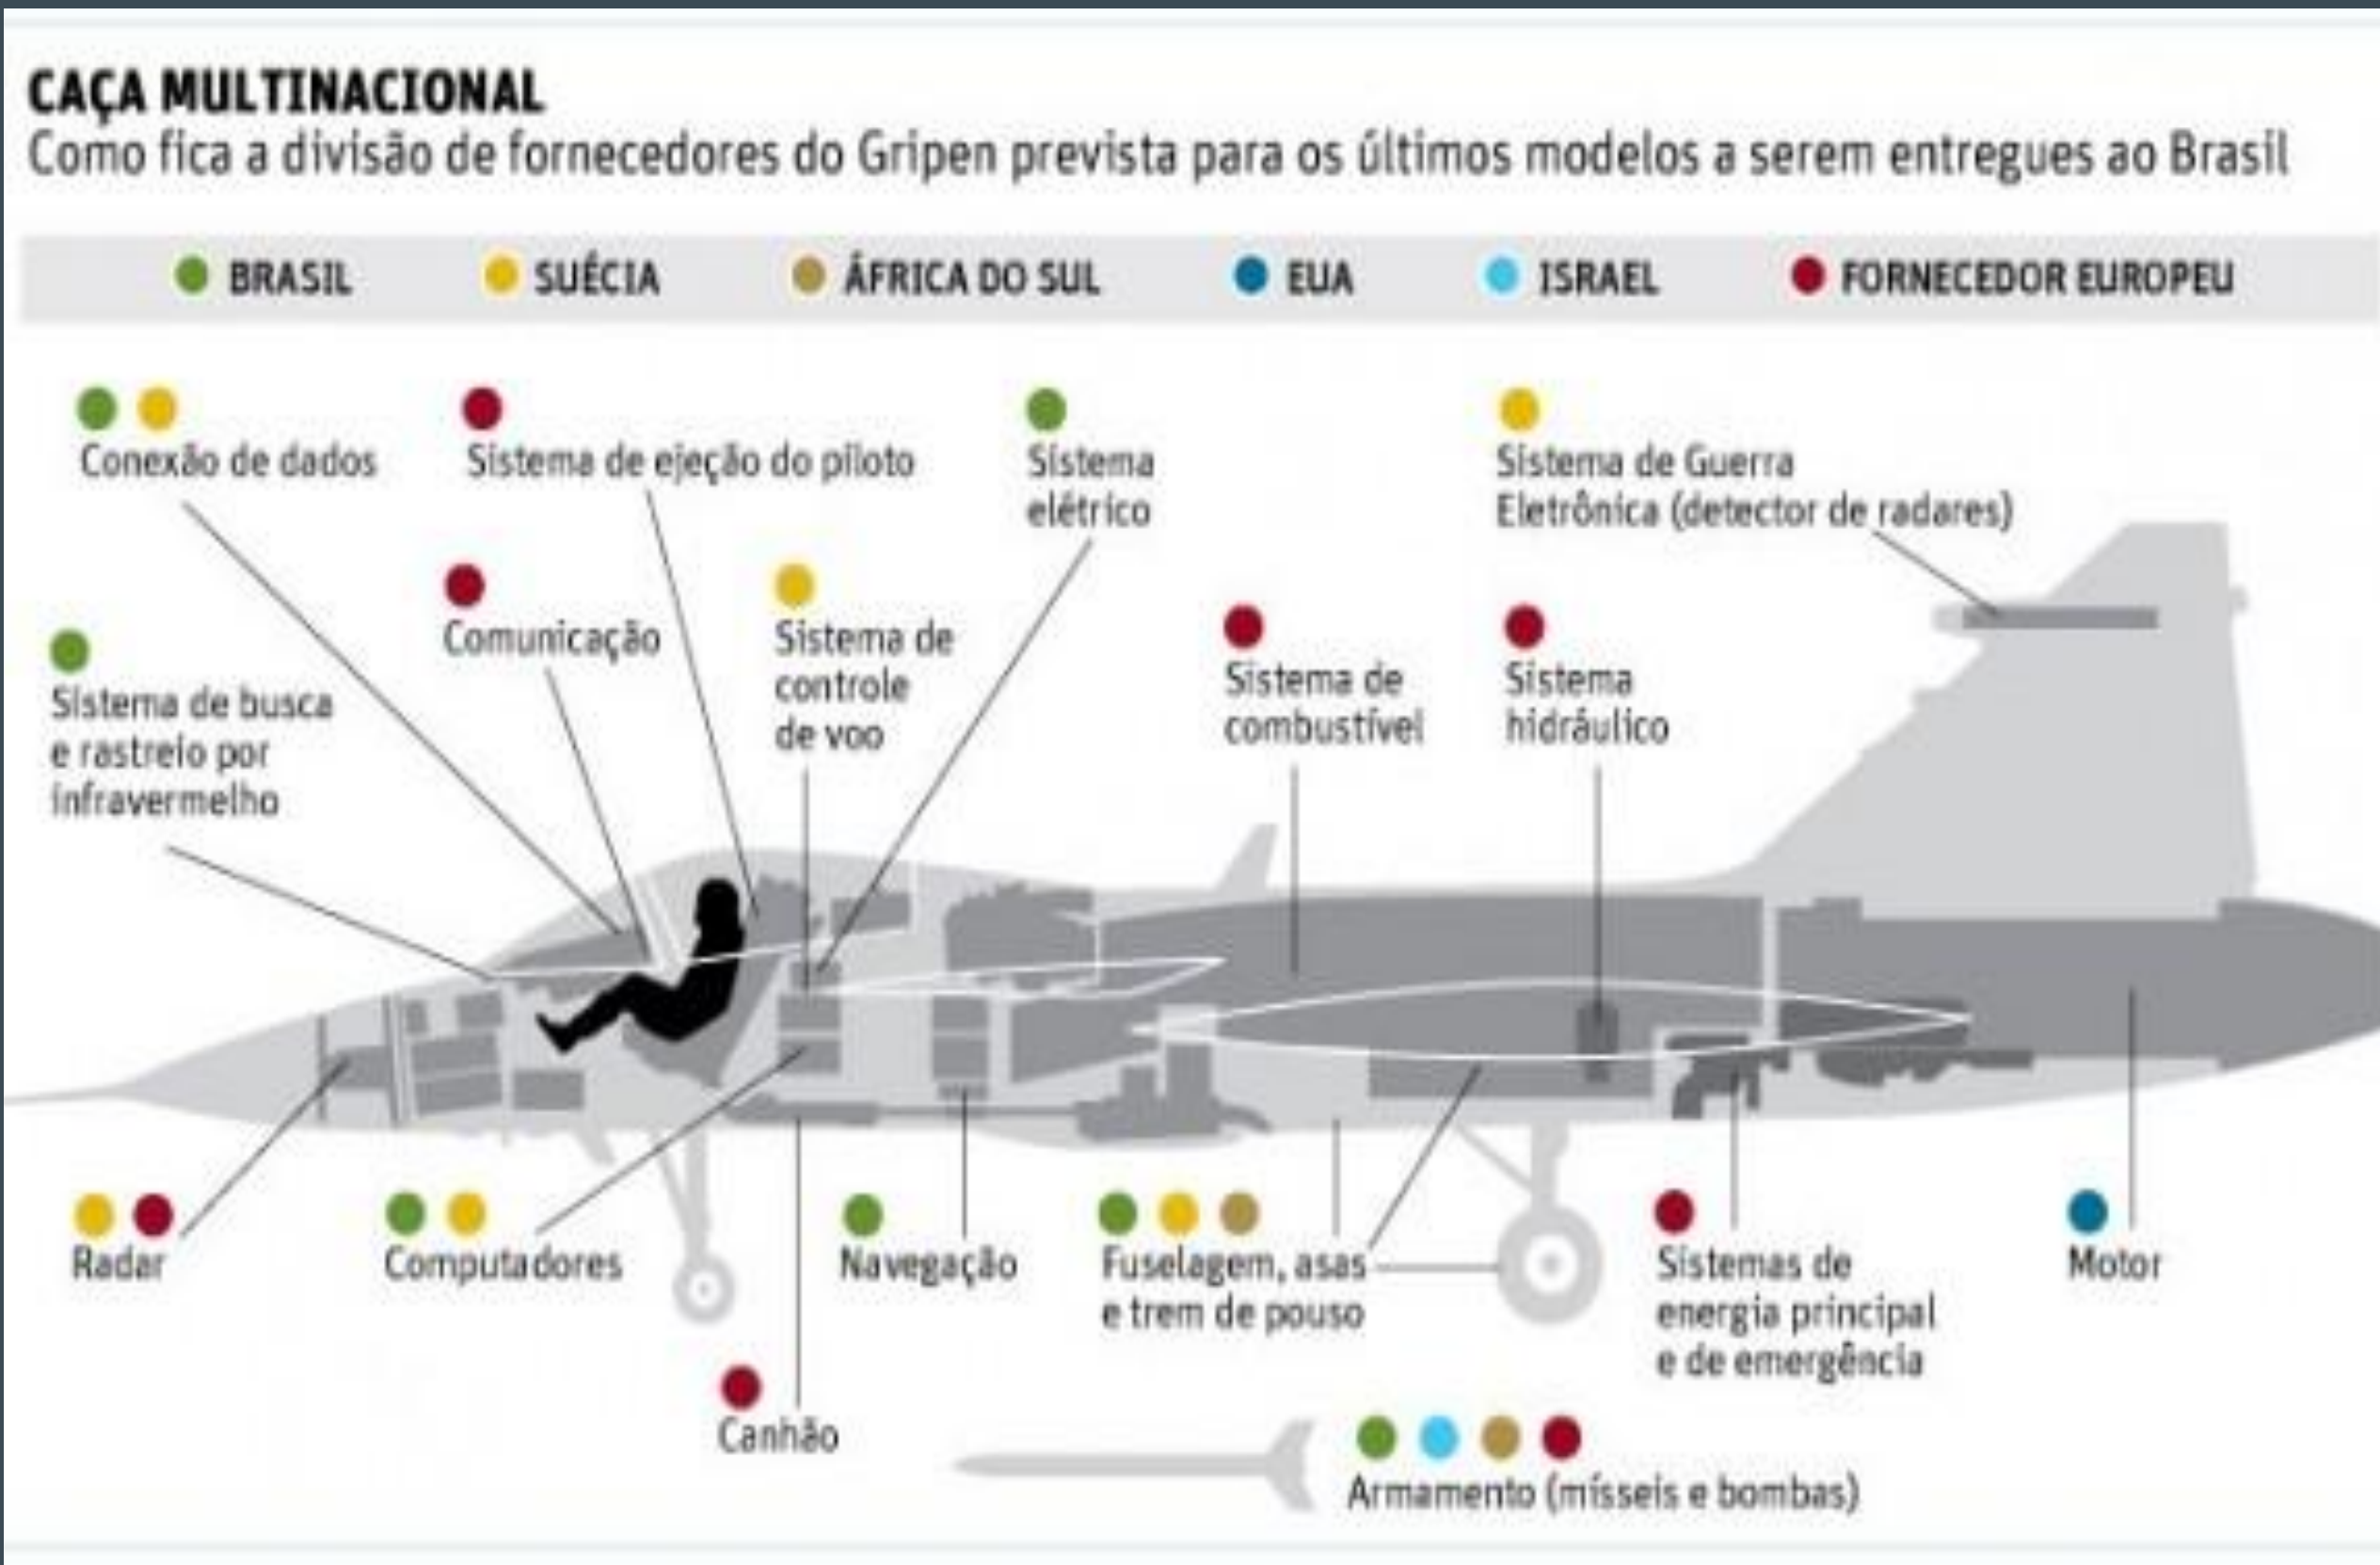 CAÇA MULTINACIONAL
Como fica a divisão de fornecedores do Gripen prevista para os últimos modelos a serem entregues ao Brasil
BRASIL
SUÉCIA
ÁFRICA DO SUL
EUA
ISRAEL
FORNECEDOR EUROPEU
Conexão de dados
Sistema de ejeção do piloto
Sistema
elétrico
Sistema de Guerra
Eletrônica (detector de radares)
Comunicação
Sistema de
controle
de voo
Sistema de busca
e rastreio por
infravermelho
Sistema de
combustível
Sistema
hidráulico
Radar
Computadores
Navegação
Fuselagem, asas
e trem de pouso
Sistemas de
energia principal
e de emergência
Motor
Canhão
Armamento (mísseis e bombas)